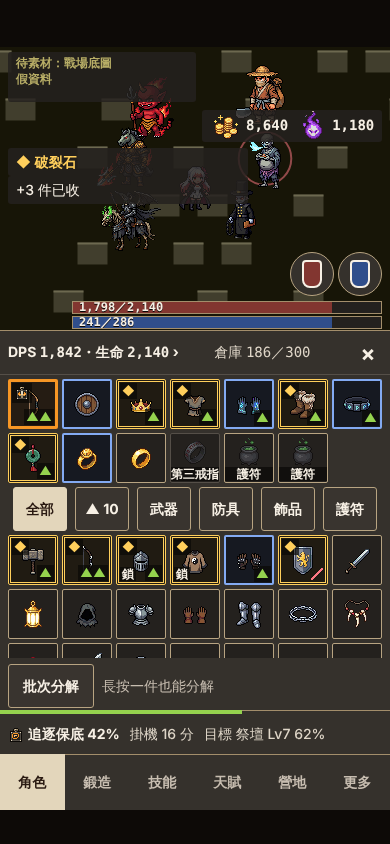 待素材：戰場底圖
假資料
8,640 1,180
◆ 破裂石
+3 件已收
1,798／2,140
241／286
DPS 1,842・生命 2,140 ›
倉庫 186／300
×
第三戒指
護符
護符
全部
▲ 10
武器
防具
飾品
護符
鎖
鎖
批次分解
長按一件也能分解
追逐保底 42%
掛機 16 分
目標 祭壇 Lv7 62%
角色
鍛造
技能
天賦
營地
更多